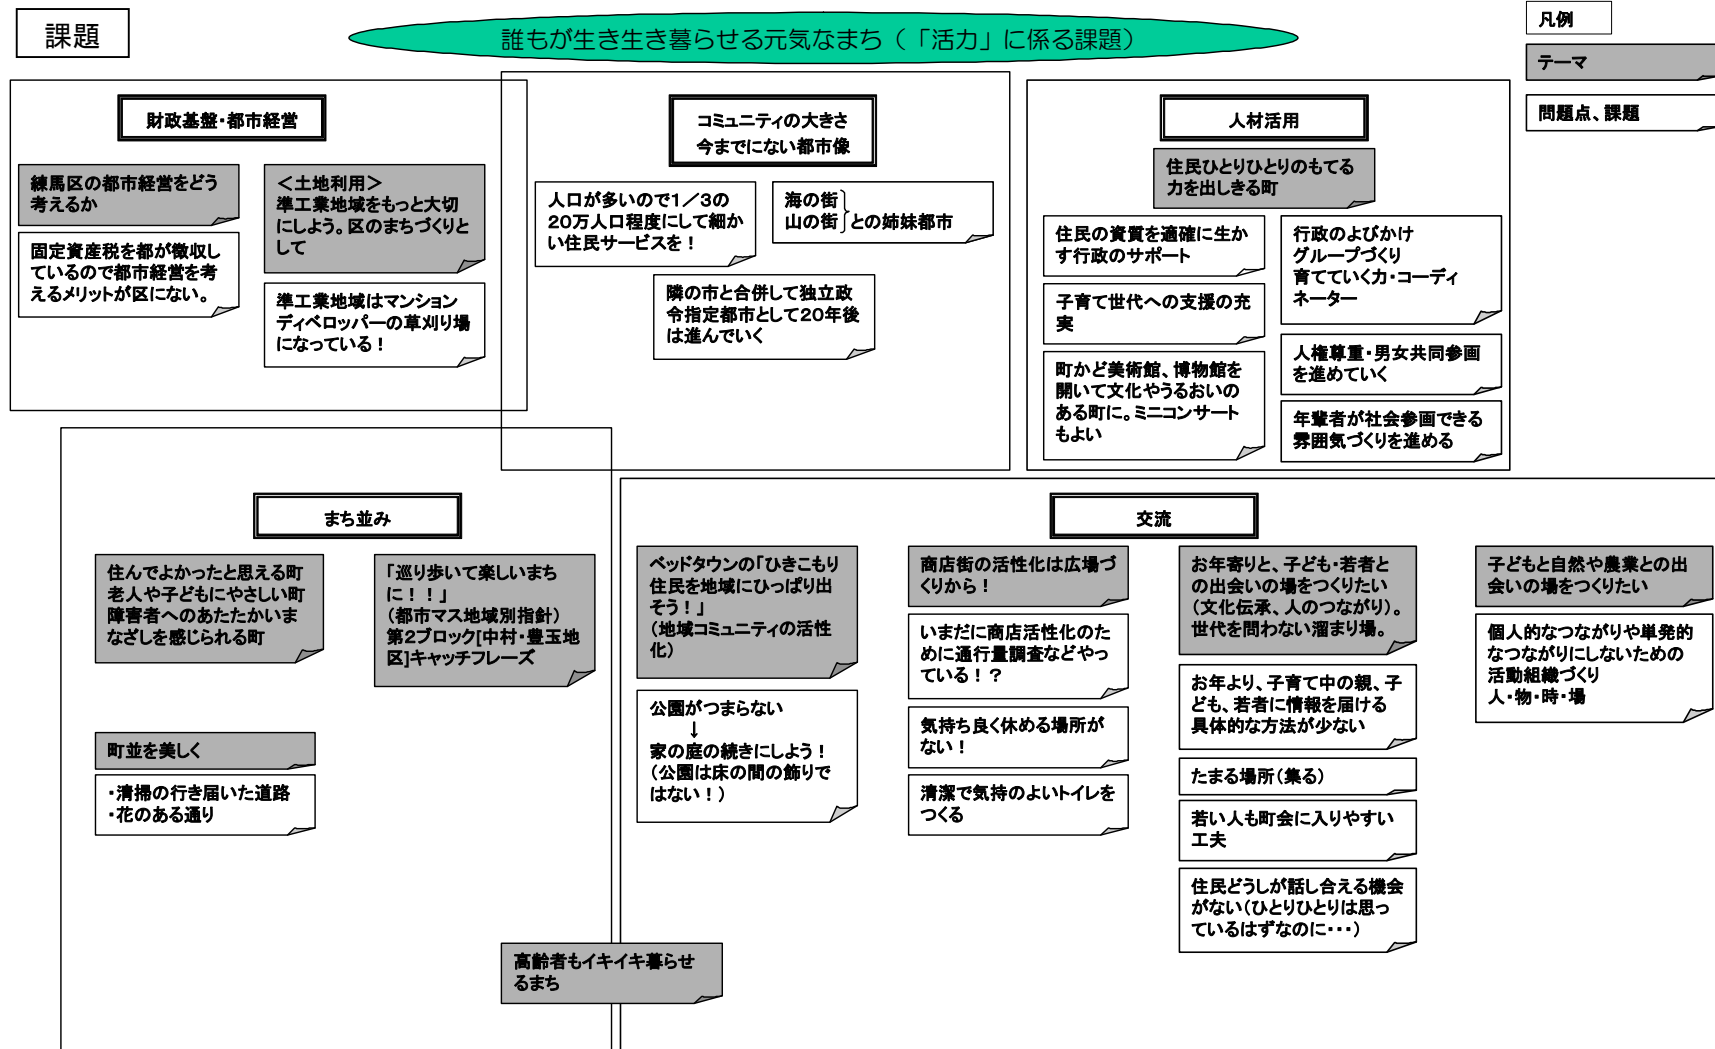 課題
誰もが生き生き暮らせる元気なまち（「活力」に係る課題）
凡例
テーマ
問題点、課題
財政基盤・都市経営
練馬区の都市経営をどう
考えるか
固定資産税を都が徴収し
ているので都市経営を考
えるメリットが区にない。
＜土地利用＞
準工業地域をもっと大切
にしよう。区のまちづくりと
して
準工業地域はマンション
ディベロッパーの草刈り場
になっている！
コミュニティの大きさ
今までにない都市像
人口が多いので１／３の
２０万人口程度にして細か
い住民サービスを！
海の街
山の街
との姉妹都市
隣の市と合併して独立政
令指定都市として２０年後
は進んでいく
人材活用
住民ひとりひとりのもてる
力を出しきる町
住民の資質を適確に生か
す行政のサポート
子育て世代への支援の充
実
町かど美術館、博物館を
開いて文化やうるおいの
ある町に。ミニコンサート
もよい
行政のよびかけ
グループづくり
育てていく力・コーディ
ネーター
人権尊重・男女共同参画
を進めていく
年輩者が社会参画できる
雰囲気づくりを進める
まち並み
住んでよかったと思える町
老人や子どもにやさしい町
障害者へのあたたかいま
なざしを感じられる町
「巡り歩いて楽しいまち
に！！」
（都市マス地域別指針）
第２ブロック[中村・豊玉地
区]キャッチフレーズ
町並を美しく
・清掃の行き届いた道路
・花のある通り
交流
ベッドタウンの「ひきこもり
住民を地域にひっぱり出
そう！」
（地域コミュニティの活性
化）
公園がつまらない
↓
家の庭の続きにしよう！
（公園は床の間の飾りで
はない！）
商店街の活性化は広場づ
くりから！
いまだに商店活性化のた
めに通行量調査などやっ
ている！？
気持ち良く休める場所が
ない！
清潔で気持のよいトイレを
つくる
お年寄りと、子ども・若者と
の出会いの場をつくりたい
（文化伝承、人のつながり）。
世代を問わない溜まり場。
お年より、子育て中の親、子
ども、若者に情報を届ける
具体的な方法が少ない
たまる場所（集る）
若い人も町会に入りやすい
工夫
住民どうしが話し合える機会
がない（ひとりひとりは思っ
ているはずなのに・・・）
子どもと自然や農業との出
会いの場をつくりたい
個人的なつながりや単発的
なつながりにしないための
活動組織づくり
人・物・時・場
高齢者もイキイキ暮らせ
るまち